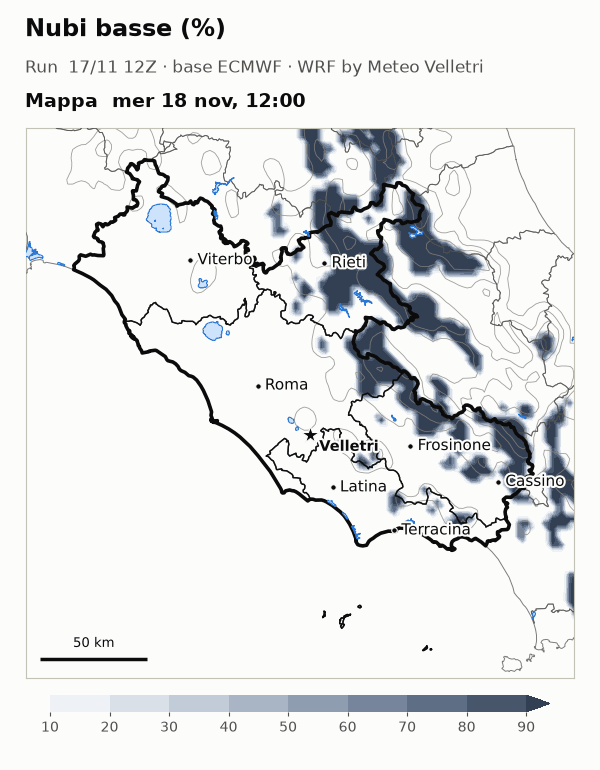 Nubi basse (%)
Run  17/11 12Z · base ECMWF · WRF by Meteo Velletri
Mappa  mer 18 nov, 12:00
Viterbo
Rieti
Roma
Velletri
Frosinone
Latina
Cassino
Terracina
50 km
10 20 30 40 50 60 70 80 90